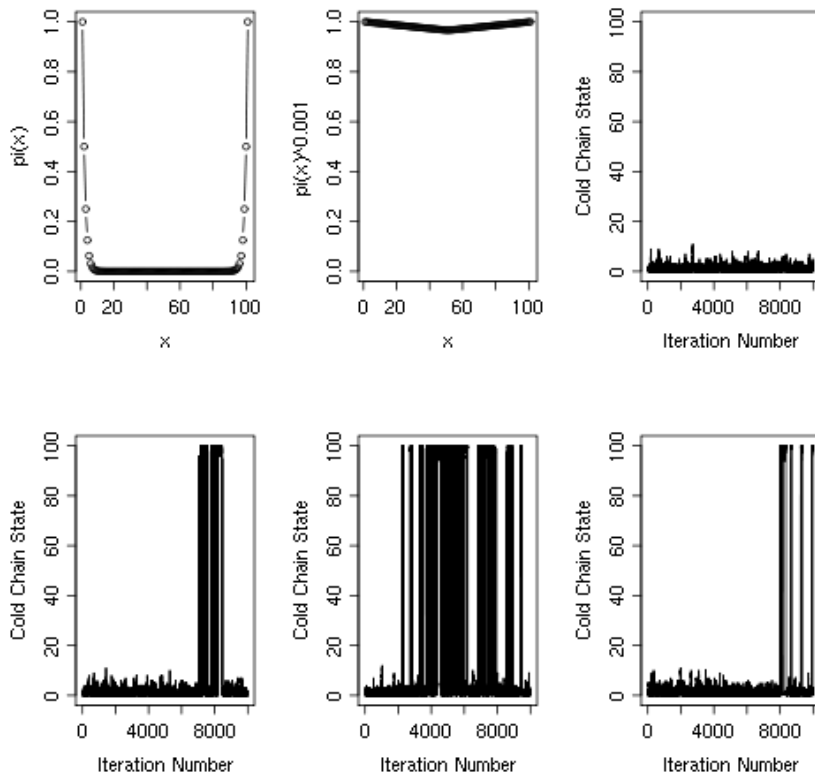 pi(x)
0.0 0.2 0.4 0.6 0.8 1.0
0 20 60 100
x
pi(x)^0.001
0.0 0.2 0.4 0.6 0.8 1.0
0 20 60 100
x
Cold Chain State
0 20 40 60 80 100
0 4000 8000
Iteration Number
Cold Chain State
0 20 40 60 80 100
0 4000 8000
Iteration Number
Cold Chain State
0 20 40 60 80 100
0 4000 8000
Iteration Number
Cold Chain State
0 20 40 60 80 100
0 4000 8000
Iteration Number